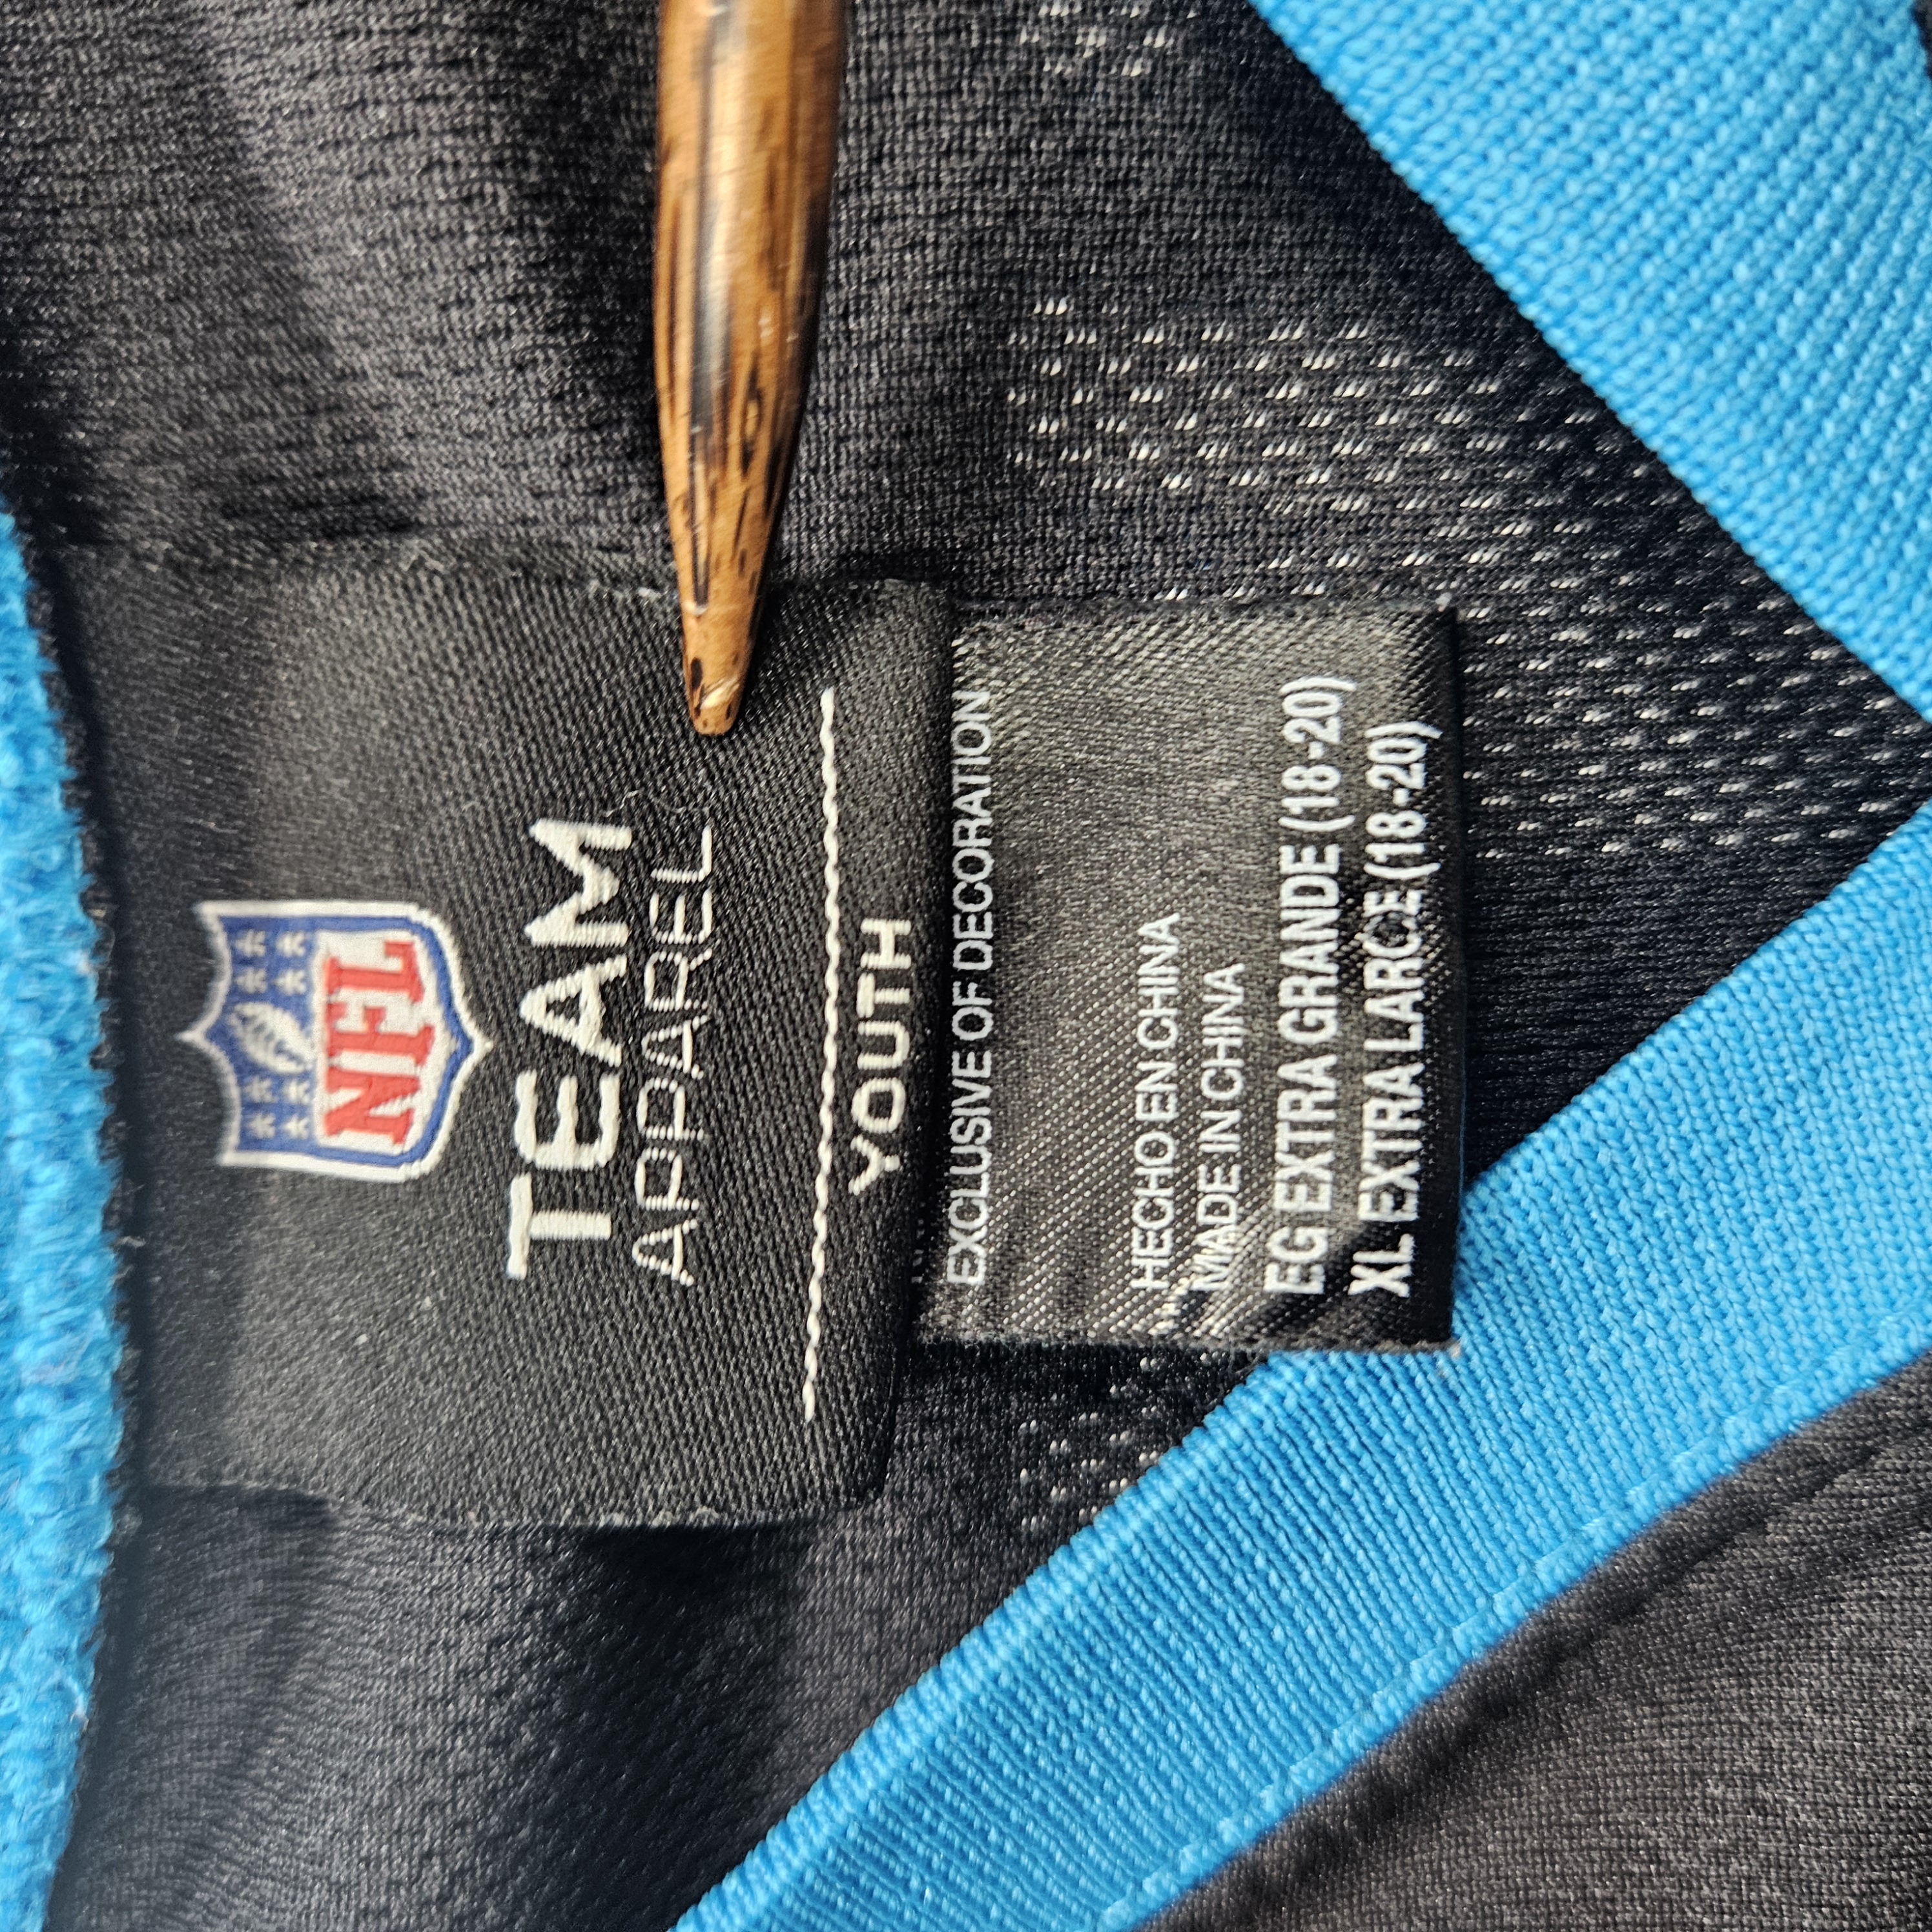 NFL
TEAM
APPAREL
YOUTH
EXCLUSIVE OF DECORATION
HECHO EN CHINA
MADE IN CHINA
EG EXTRA GRANDE (18-20)
XL EXTRA LARGE (18-20)